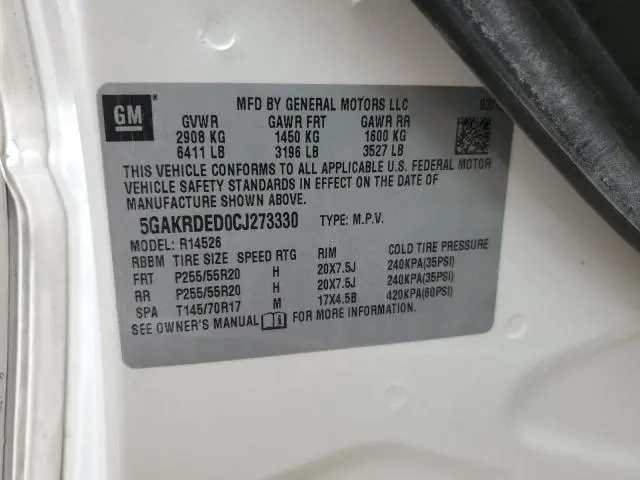 GM
MFD BY GENERAL MOTORS LLC
GVWR GAWR FRT GAWR RR
2908 KG 1450 KG 1600 KG
6411 LB 3196 LB 3527 LB
THIS VEHICLE CONFORMS TO ALL APPLICABLE U.S. FEDERAL MOTOR
VEHICLE SAFETY STANDARDS IN EFFECT ON THE DATE OF
MANUFACTURE SHOWN ABOVE.
5GAKRDED0CJ273330 TYPE: M.P.V.
MODEL: R14526
RBBM TIRE SIZE SPEED RTG RIM COLD TIRE PRESSURE
FRT P255/55R20 H 20X7.5J 240KPA(35PSI)
RR P255/55R20 H 20X7.5J 240KPA(35PSI)
SPA T145/70R17 M 17X4.5B 420KPA(60PSI)
SEE OWNER'S MANUAL FOR MORE INFORMATION.